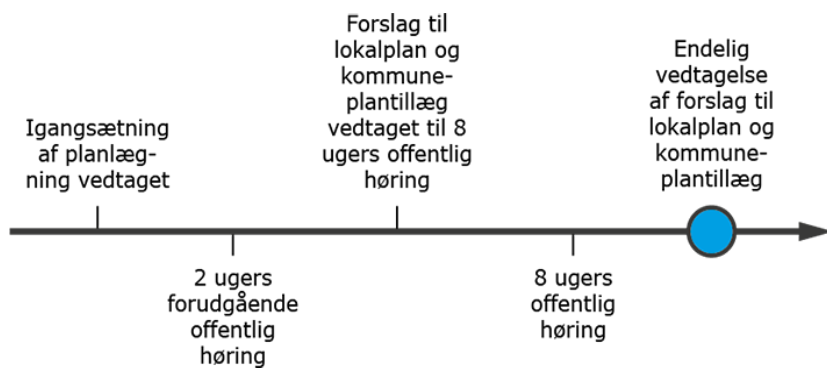 Igangsætning
af planlæg-
ning vedtaget
2 ugers
forudgående
offentlig
høring
Forslag til
lokalplan og
kommune-
plantillæg
vedtaget til 8
ugers offentlig
høring
8 ugers
offentlig
høring
Endelig
vedtagelse
af forslag til
lokalplan og
kommune-
plantillæg